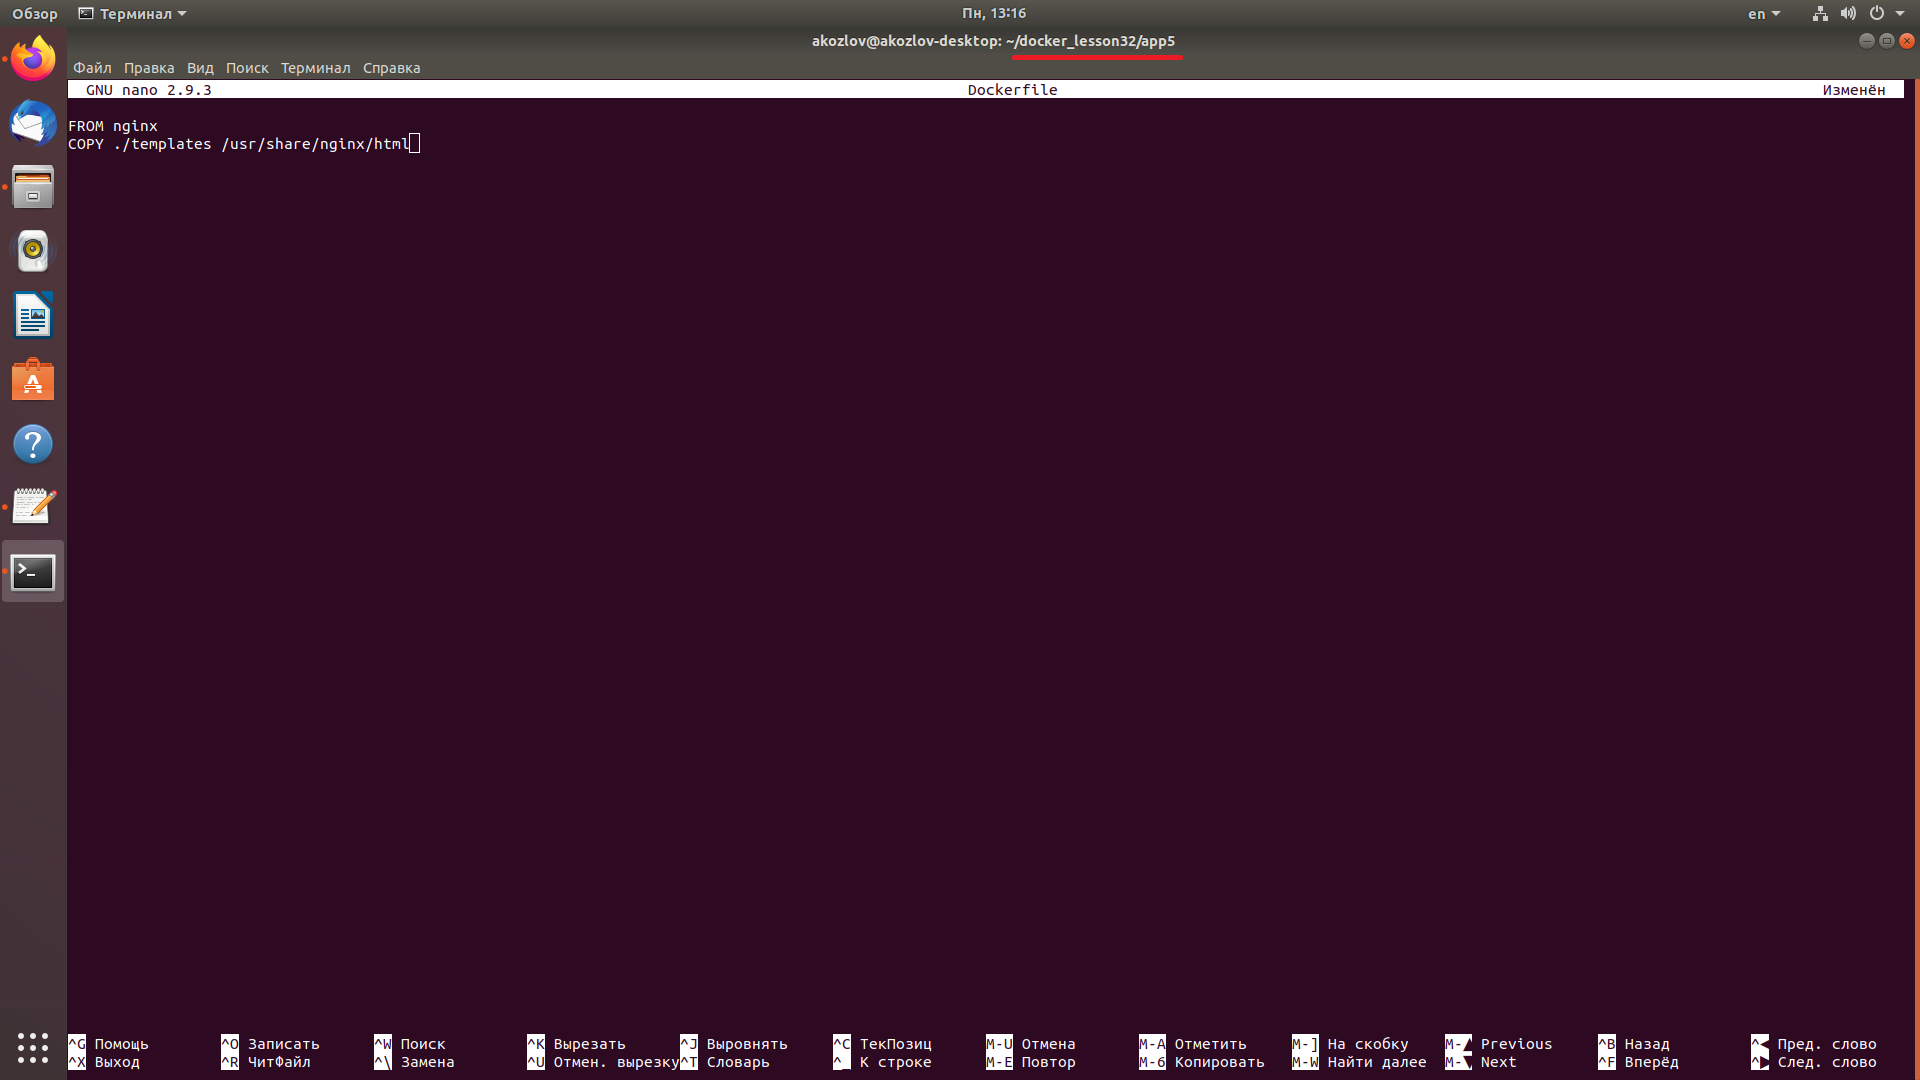 Обзор Терминал Пн, 13:16 en
akozlov@akozlov-desktop: ~/docker_lesson32/app5
Файл Правка Вид Поиск Терминал Справка
GNU nano 2.9.3 Dockerfile Изменён
FROM nginx
COPY ./templates /usr/share/nginx/html
^G Помощь ^O Записать ^W Поиск ^K Вырезать ^J Выровнять ^C ТекПозиц M-U Отмена M-A Отметить M-] На скобку M-▲ Previous ^B Назад ^◀ Пред. слово
^X Выход ^R ЧитФайл ^\ Замена ^U Отмен. вырезку ^T Словарь ^_ К строке M-E Повтор M-6 Копировать M-W Найти далее M-▼ Next ^F Вперёд ^▶ След. слово